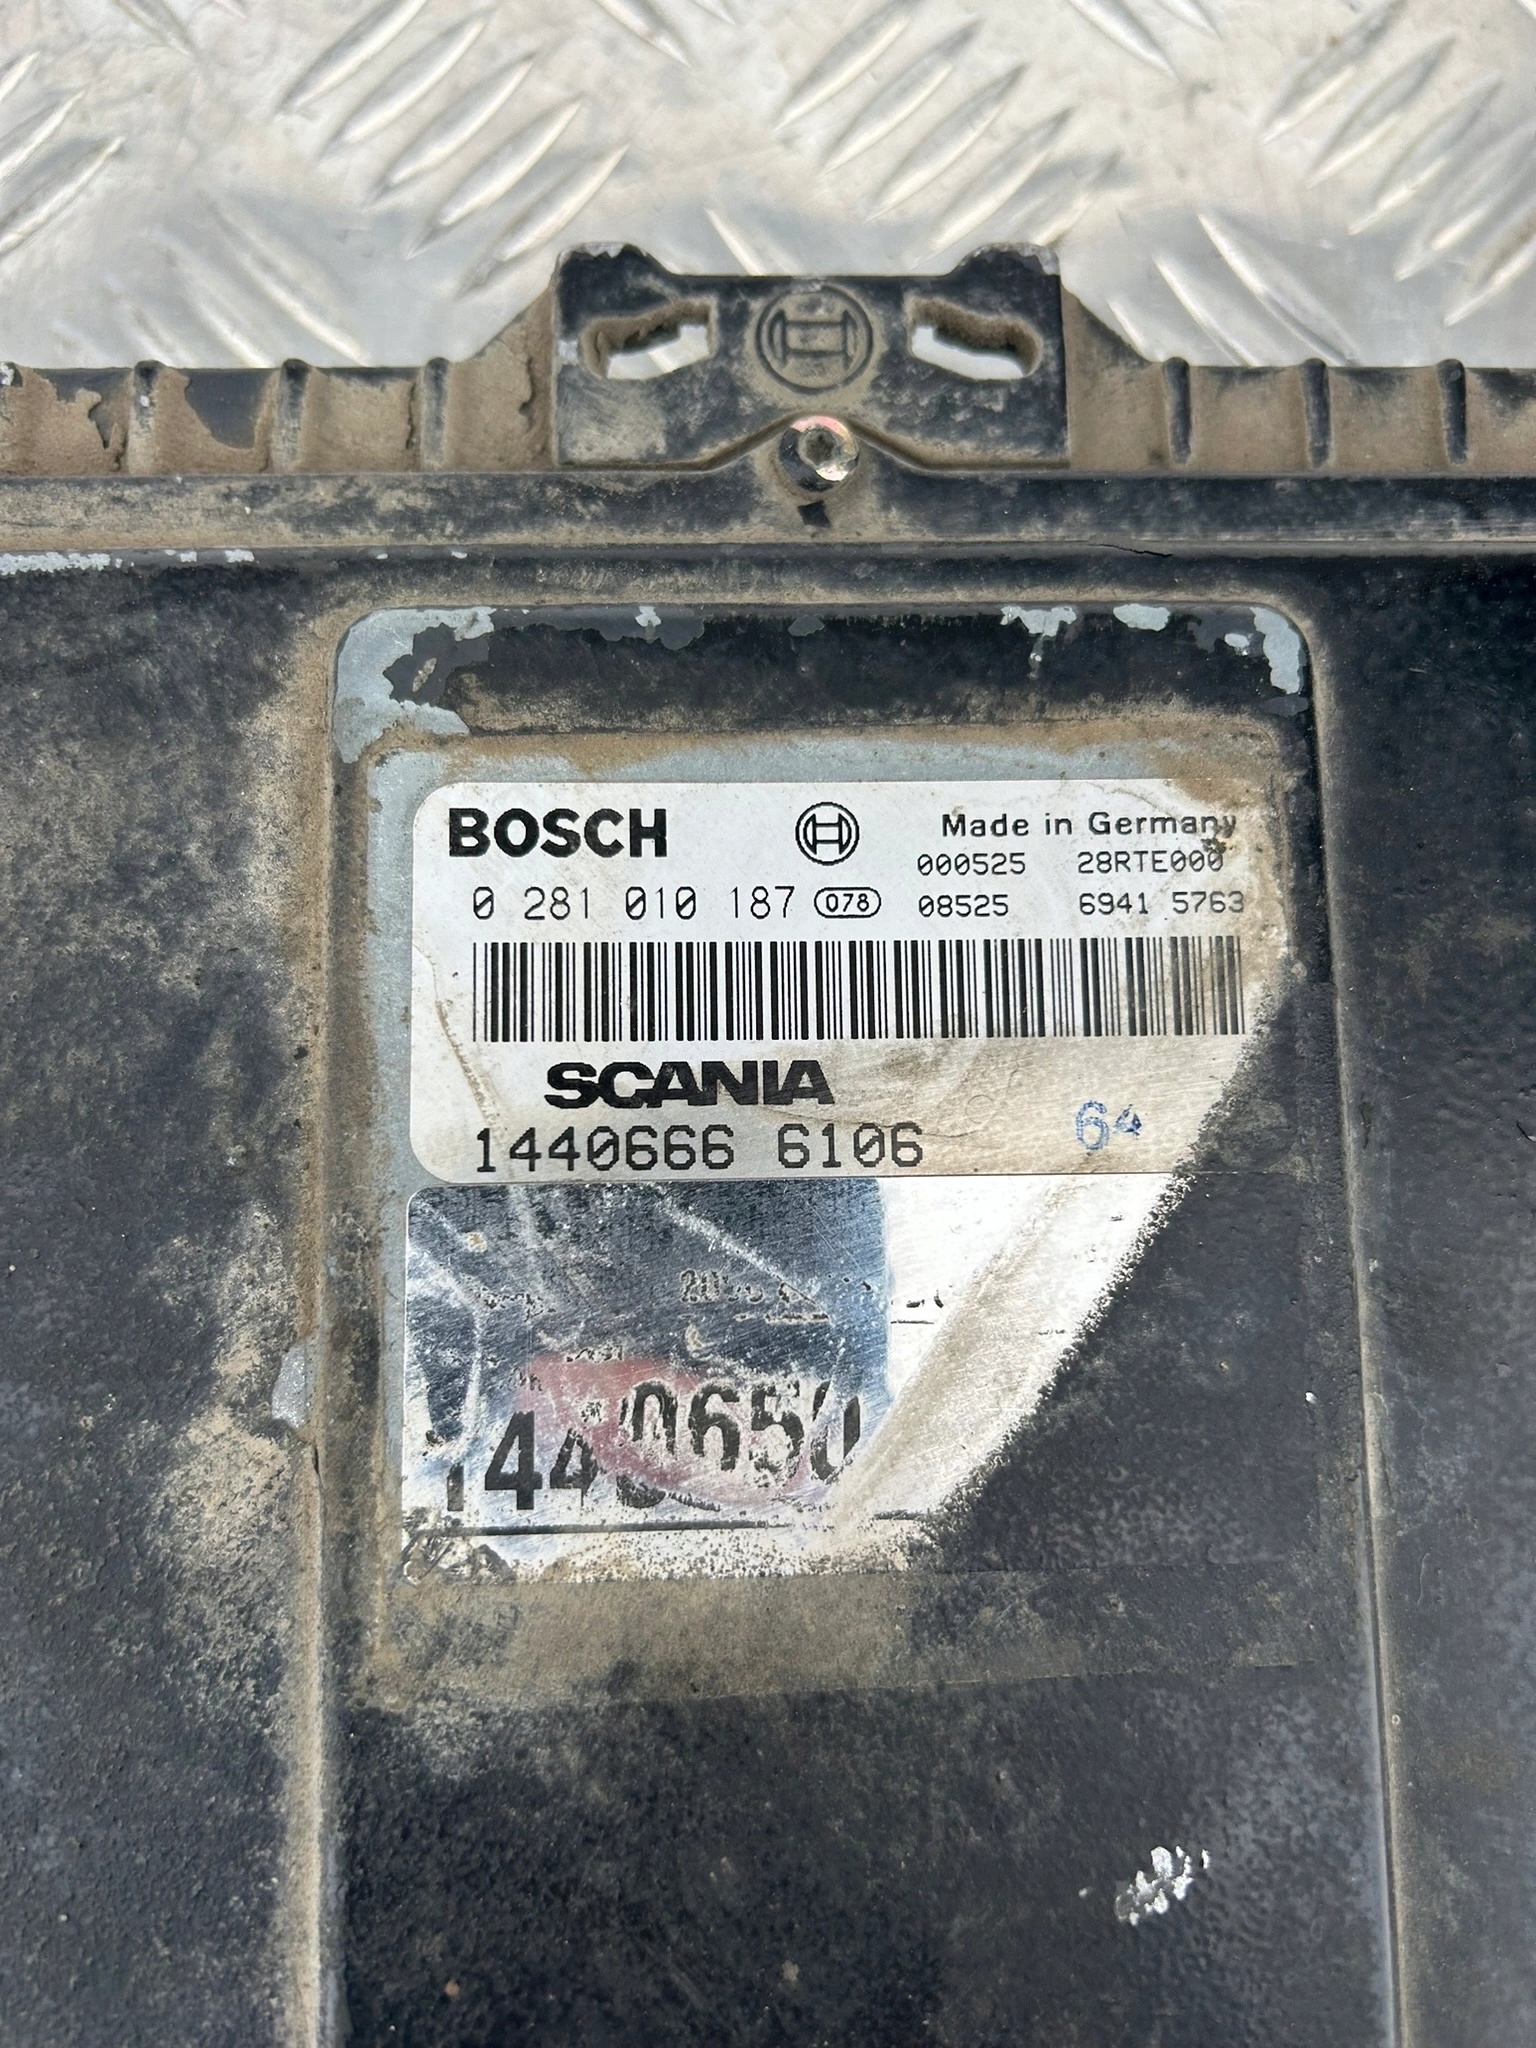 BOSCH
Made in Germany
000525 28RTE000
0 281 010 187 078 08525 6941 5763
SCANIA
1440666 6106
64